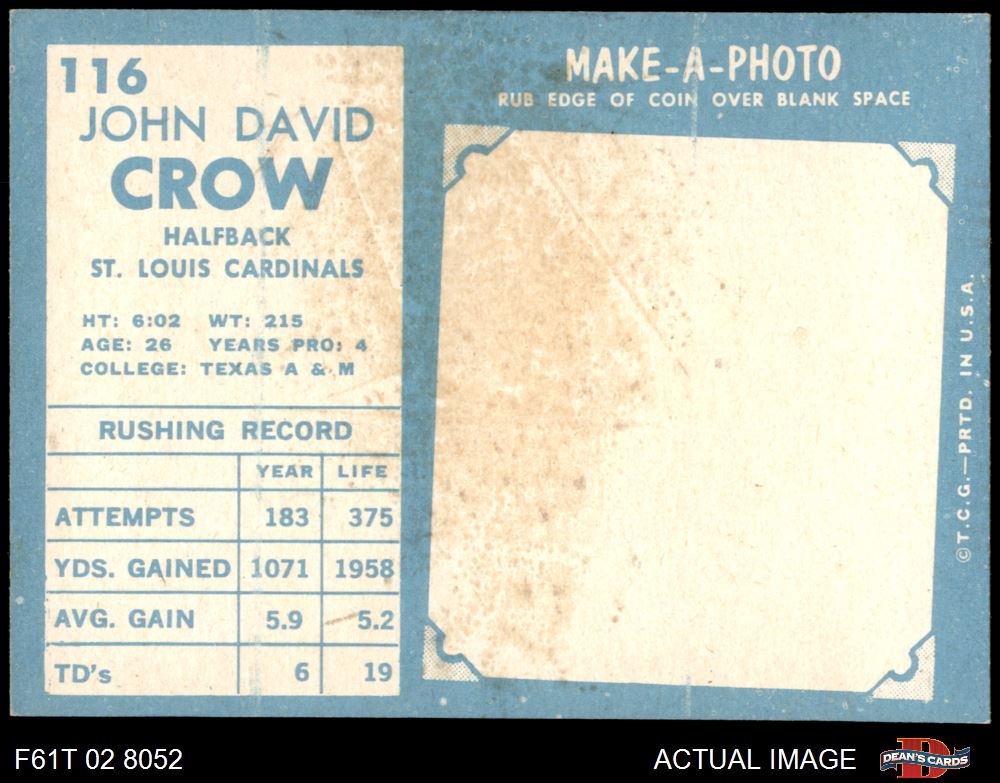 116
JOHN DAVID
CROW
HALFBACK
ST. LOUIS CARDINALS
HT: 6:02 WT: 215
AGE: 26 YEARS PRO: 4
COLLEGE: TEXAS A & M
RUSHING RECORD
YEAR LIFE
ATTEMPTS 183 375
YDS. GAINED 1071 1958
AVG. GAIN 5.9 5.2
TD's 6 19
MAKE-A-PHOTO
RUB EDGE OF COIN OVER BLANK SPACE
©T.C.G.—PRTD. IN U.S.A.
F61T 02 8052
ACTUAL IMAGE
D
DEAN'S CARDS